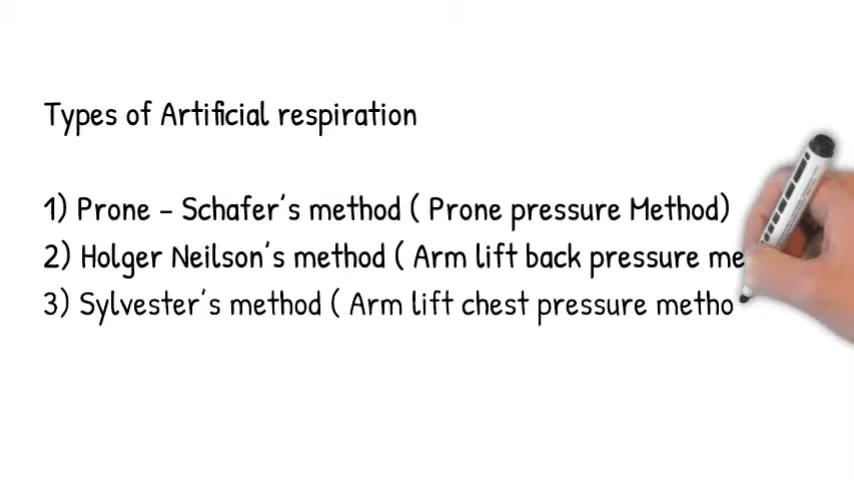 Types of Artificial respiration
1) Prone - Schafer's method ( Prone pressure Method)
2) Holger Neilson's method ( Arm lift back pressure me
3) Sylvester's method ( Arm lift chest pressure metho